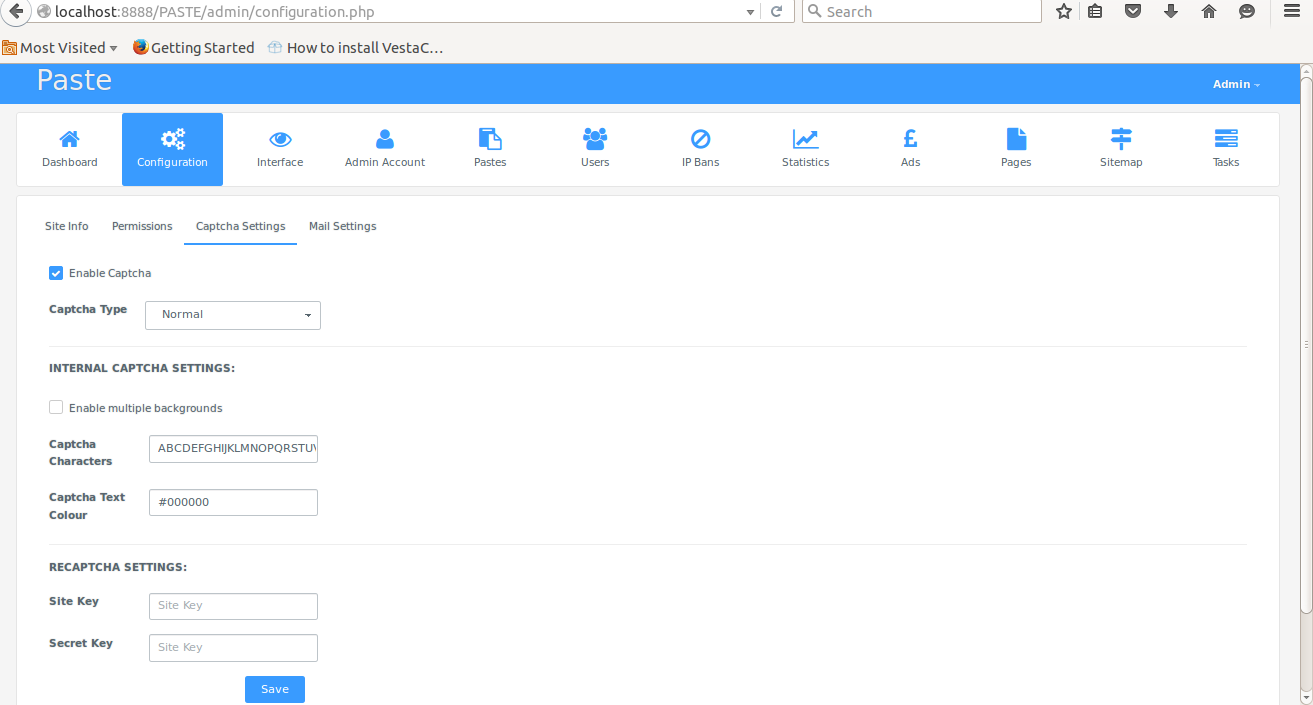 localhost:8888/PASTE/admin/configuration.php
Search
Most Visited
Getting Started
How to install VestaC...
Paste
Admin
Dashboard
Configuration
Interface
Admin Account
Pastes
Users
IP Bans
Statistics
Ads
Pages
Sitemap
Tasks
Site Info
Permissions
Captcha Settings
Mail Settings
Enable Captcha
Captcha Type
Normal
INTERNAL CAPTCHA SETTINGS:
Enable multiple backgrounds
Captcha
Characters
ABCDEFGHIJKLMNOPQRSTUV
Captcha Text
Colour
#000000
RECAPTCHA SETTINGS:
Site Key
Site Key
Secret Key
Site Key
Save